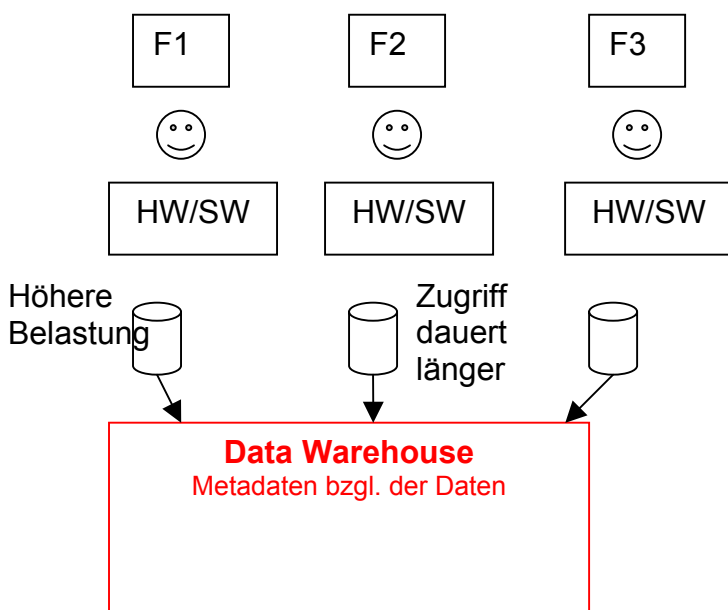 F1
F2
F3
HW/SW
HW/SW
HW/SW
Höhere
Belastung
Zugriff
dauert
länger
Data Warehouse
Metadaten bzgl. der Daten